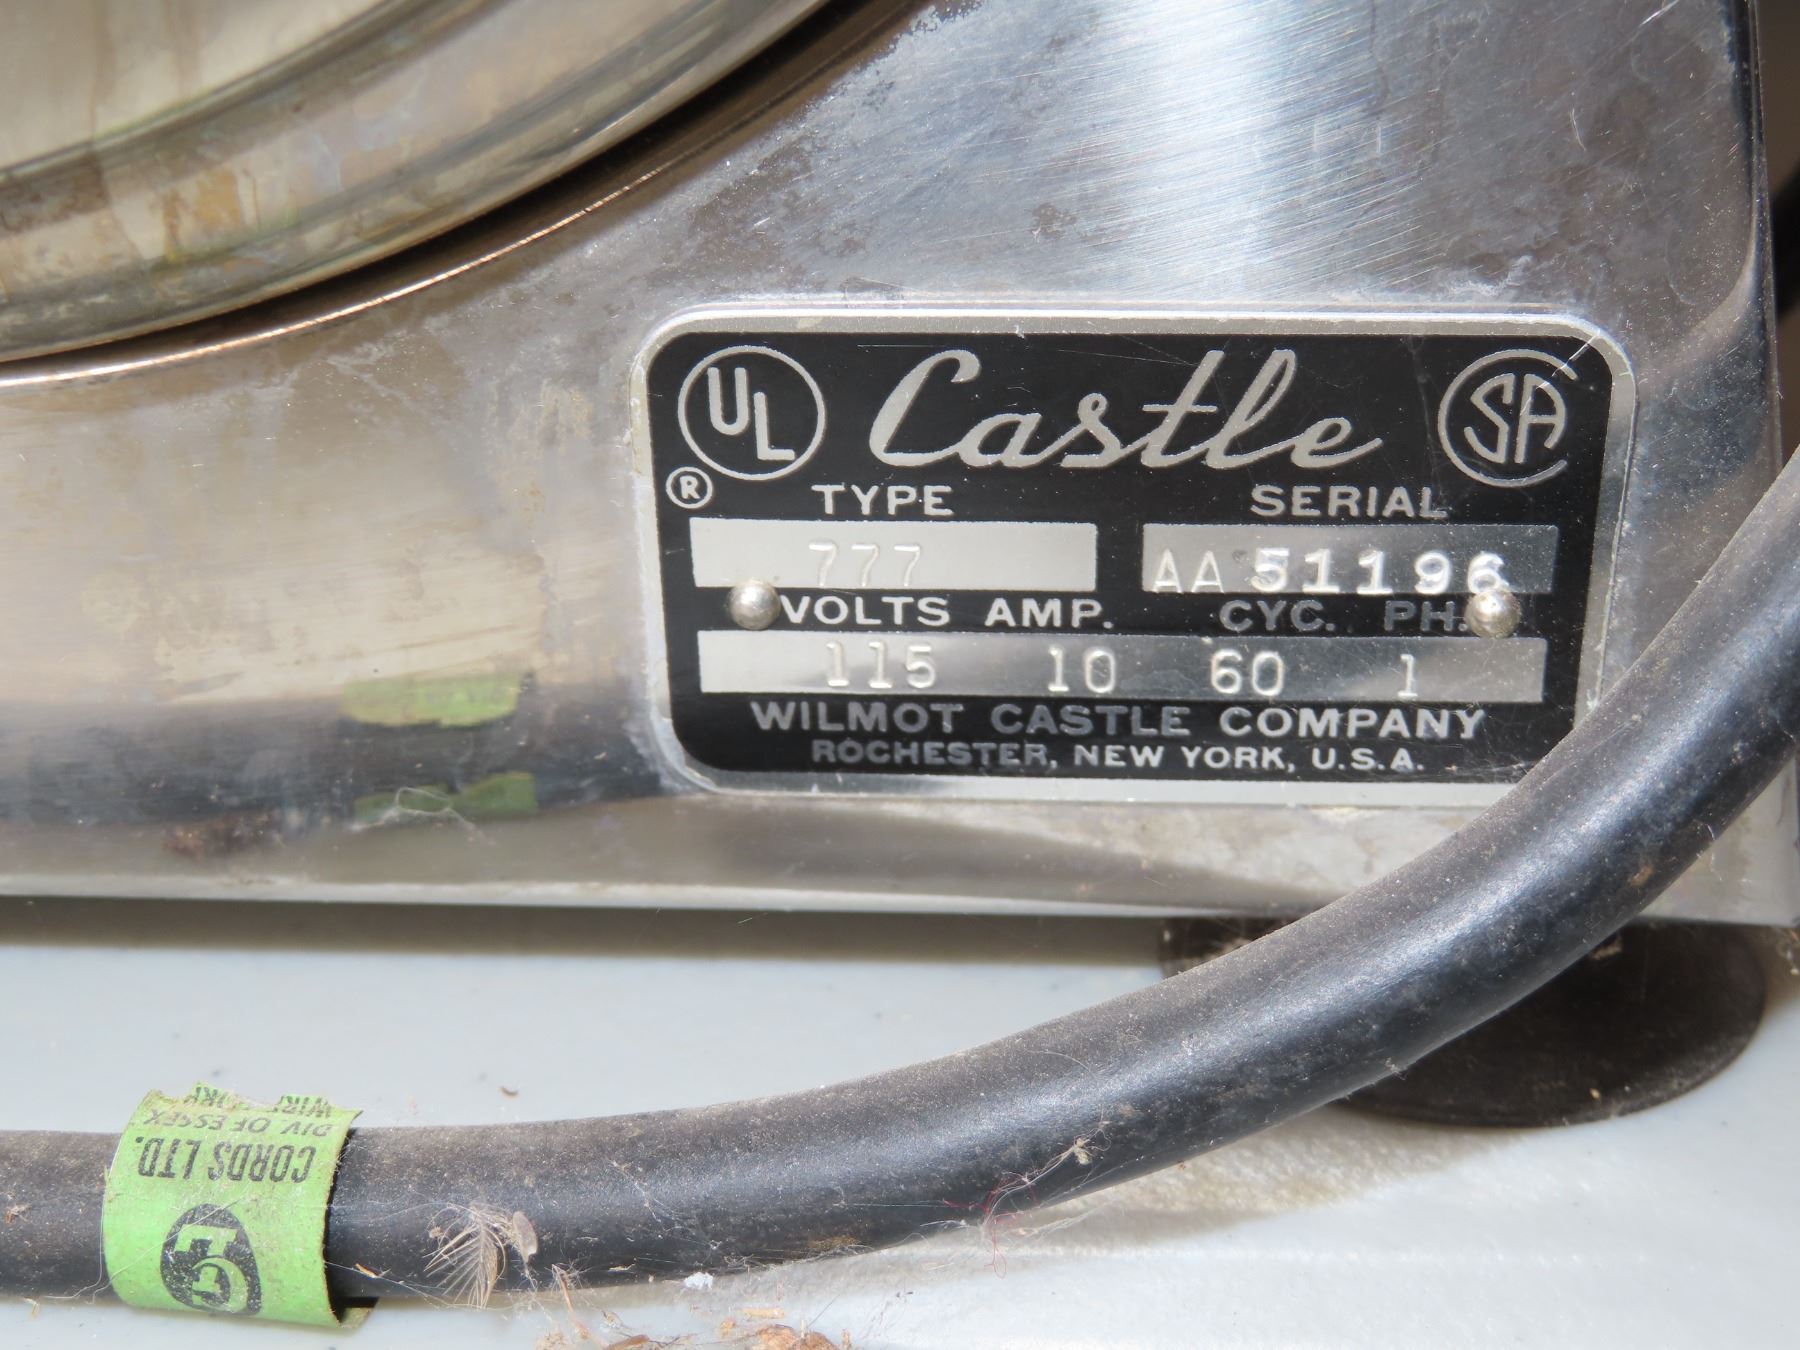 UL Castle SA
®
TYPE SERIAL
777 AA 51196
VOLTS AMP. CYC. PH.
115 10 60 1
WILMOT CASTLE COMPANY
ROCHESTER, NEW YORK, U.S.A.
CORDS LTD.
DIV. OF ESSEX